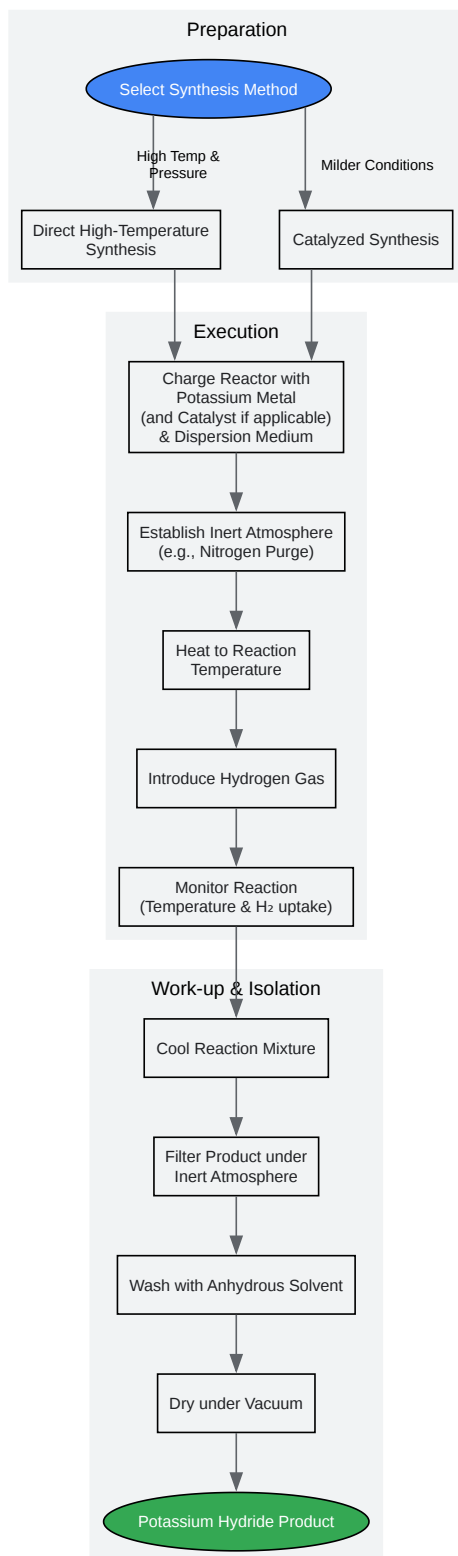 Preparation
Select Synthesis Method
High Temp &
Pressure
Milder Conditions
Direct High-Temperature
Synthesis
Catalyzed Synthesis
Execution
Charge Reactor with
Potassium Metal
(and Catalyst if applicable)
& Dispersion Medium
Establish Inert Atmosphere
(e.g., Nitrogen Purge)
Heat to Reaction
Temperature
Introduce Hydrogen Gas
Monitor Reaction
(Temperature & H₂ uptake)
Work-up & Isolation
Cool Reaction Mixture
Filter Product under
Inert Atmosphere
Wash with Anhydrous Solvent
Dry under Vacuum
Potassium Hydride Product